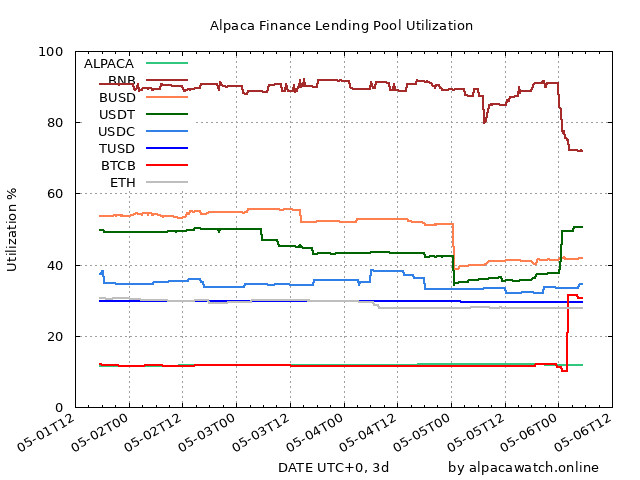 Alpaca Finance Lending Pool Utilization
100
80
60
40
20
0
Utilization %
ALPACA
BNB
BUSD
USDT
USDC
TUSD
BTCB
ETH
05-01T12
05-02T00
05-02T12
05-03T00
05-03T12
05-04T00
05-04T12
05-05T00
05-05T12
05-06T00
05-06T12
DATE UTC+0, 3d
by alpacawatch.online